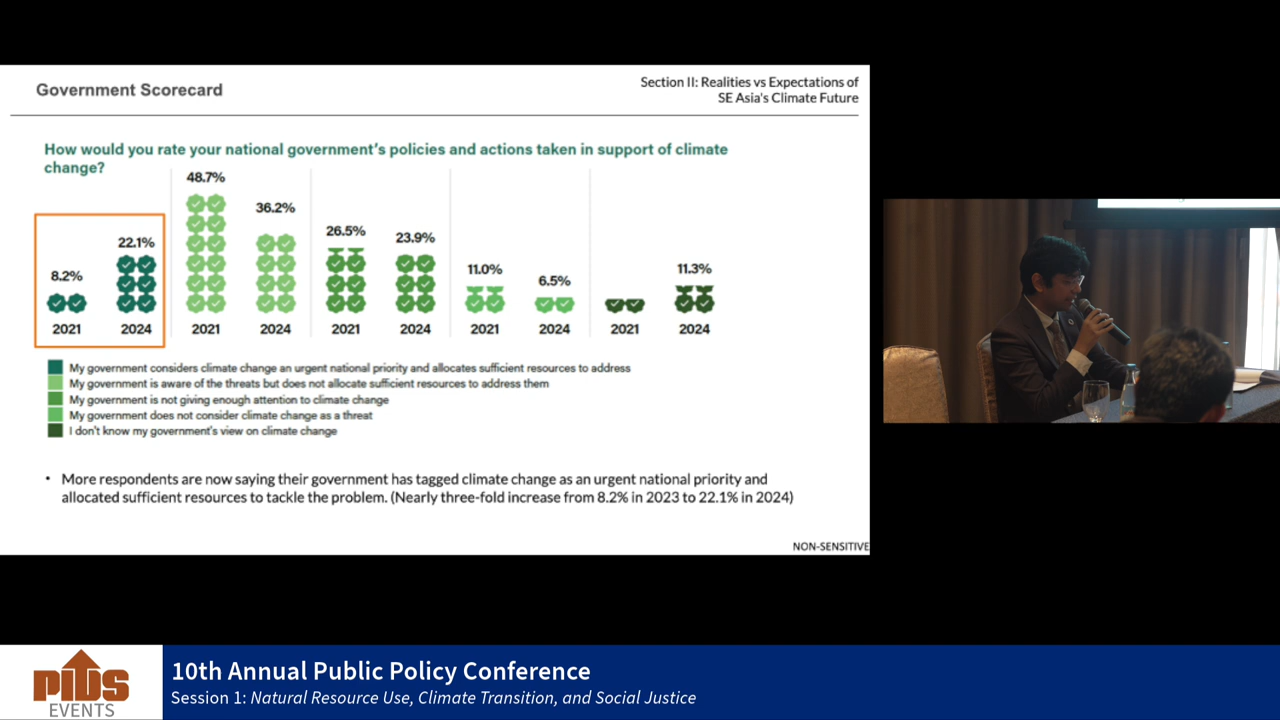 Government Scorecard
Section II: Realities vs Expectations of
SE Asia's Climate Future
How would you rate your national government's policies and actions taken in support of climate
change?
8.2%
22.1%
48.7%
36.2%
26.5%
23.9%
11.0%
6.5%
11.3%
2021
2024
2021
2024
2021
2024
2021
2024
2021
2024
My government considers climate change an urgent national priority and allocates sufficient resources to address
My government is aware of the threats but does not allocate sufficient resources to address them
My government is not giving enough attention to climate change
My government does not consider climate change as a threat
I don't know my government's view on climate change
• More respondents are now saying their government has tagged climate change as an urgent national priority and
allocated sufficient resources to tackle the problem. (Nearly three-fold increase from 8.2% in 2023 to 22.1% in 2024)
NON-SENSITIVE
PIDS
EVENTS
10th Annual Public Policy Conference
Session 1: Natural Resource Use, Climate Transition, and Social Justice